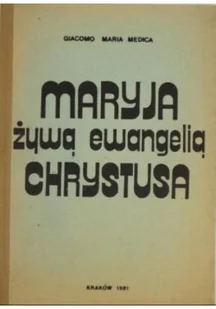 GIACOMO MARIA MEDICA
MARYJA
żywą ewangelią
CHRYSTUSA
KRAKÓW 1981